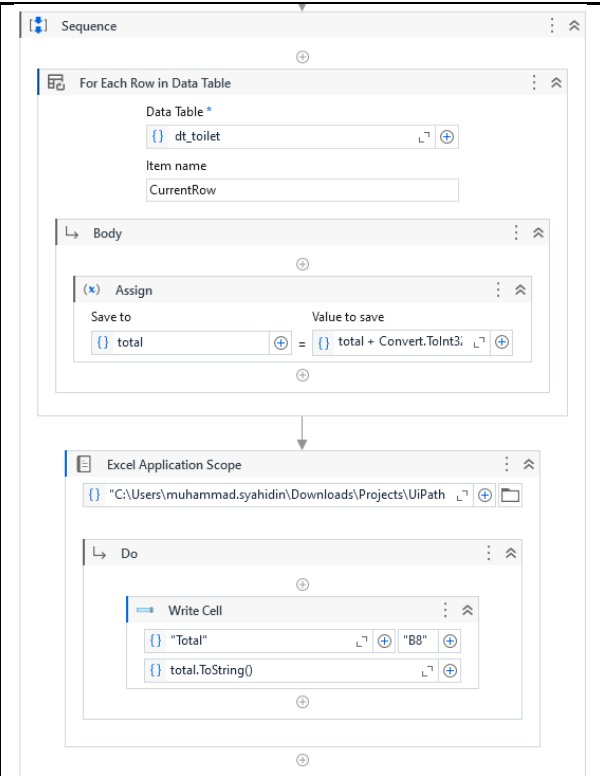 Sequence
For Each Row in Data Table
Data Table *
dt_toilet
Item name
CurrentRow
Body
Assign
Save to Value to save
total = total + Convert.ToInt32
Excel Application Scope
"C:\Users\muhammad.syahidin\Downloads\Projects\UiPath
Do
Write Cell
"Total" "B8"
total.ToString()